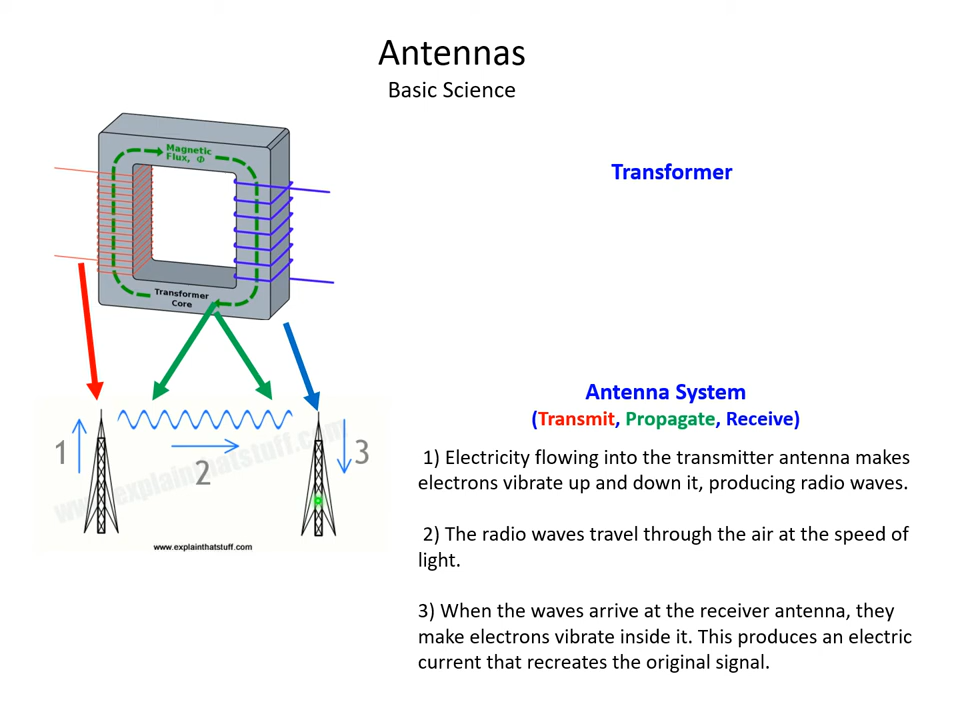 Antennas
Basic Science
Magnetic
Flux, Φ
Transformer
Transformer
Core
Antenna System
(Transmit, Propagate, Receive)
1
2
3
www.explainthatstuff.com
www.explainthatstuff.com
1) Electricity flowing into the transmitter antenna makes
electrons vibrate up and down it, producing radio waves.
2) The radio waves travel through the air at the speed of
light.
3) When the waves arrive at the receiver antenna, they
make electrons vibrate inside it. This produces an electric
current that recreates the original signal.